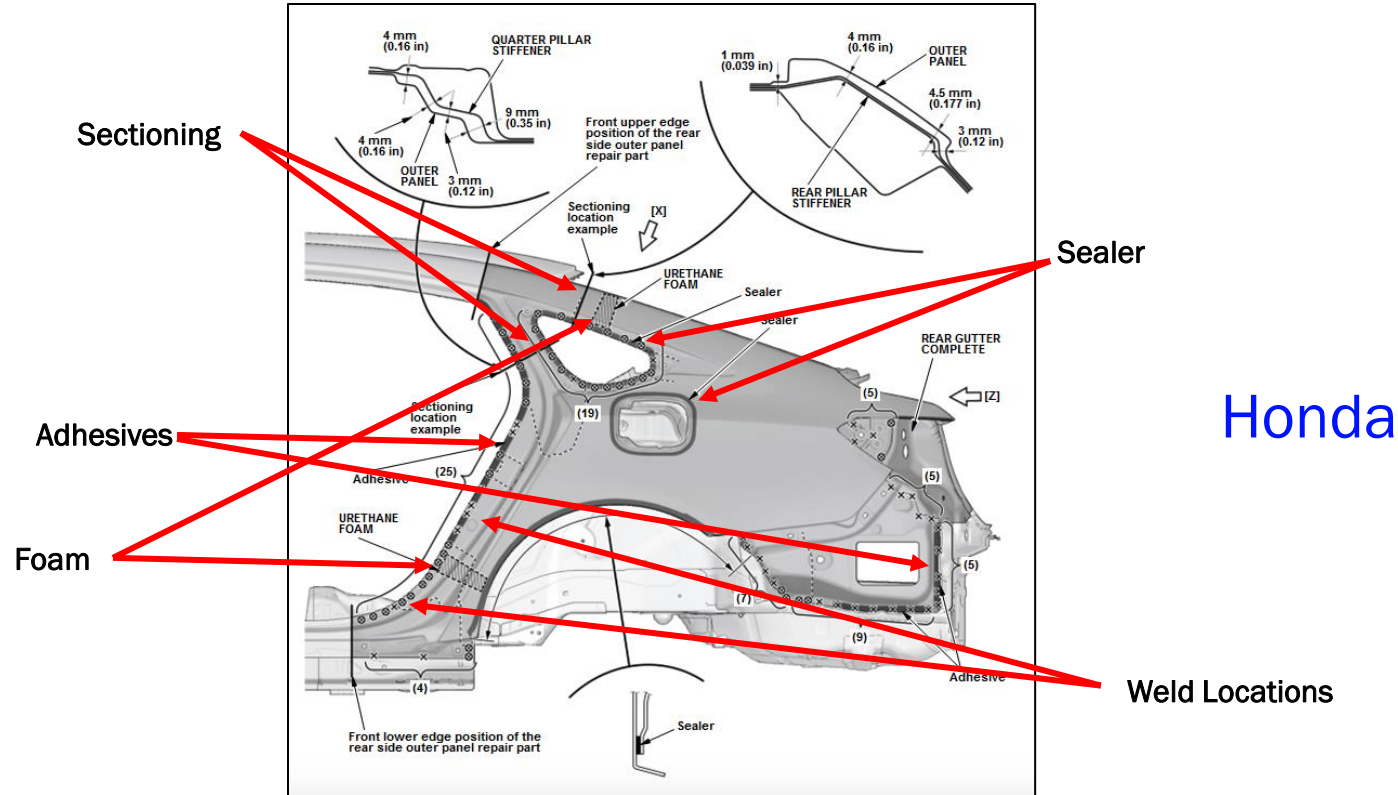 4 mm
(0.16 in)
QUARTER PILLAR
STIFFENER
9 mm
(0.35 in)
4 mm
(0.16 in)
OUTER
PANEL
3 mm
(0.12 in)
Front upper edge
position of the rear
side outer panel
repair part
1 mm
(0.039 in)
4 mm
(0.16 in)
OUTER
PANEL
4.5 mm
(0.177 in)
3 mm
(0.12 in)
REAR PILLAR
STIFFENER
Sectioning
Sectioning
location
example
[X]
URETHANE
FOAM
Sealer
Sealer
Sealer
REAR GUTTER
COMPLETE
[Z]
Honda
(5)
(19)
Sectioning
location
example
Adhesives
Adhesive
(25)
(5)
URETHANE
FOAM
Foam
(5)
(7)
(9)
Adhesive
(4)
Weld Locations
Front lower edge position of the
rear side outer panel repair part
Sealer